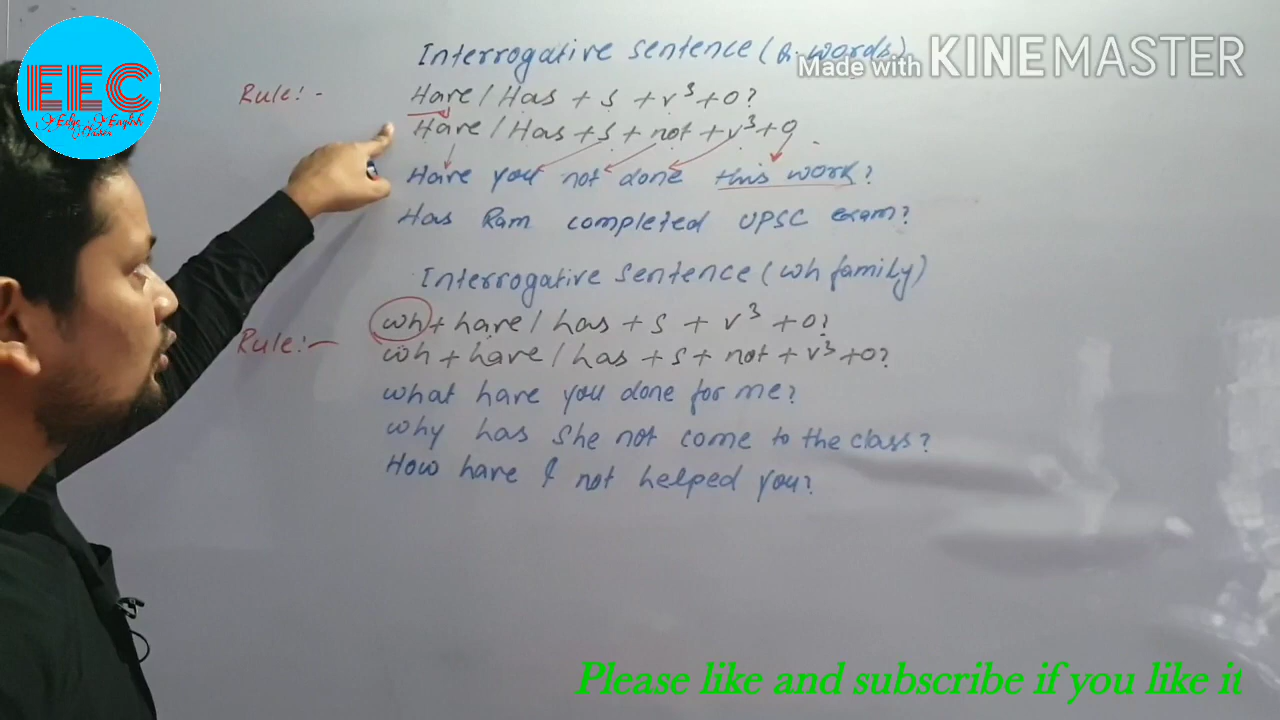 EEC
Made with KINEMASTER
Interrogative sentence (
Rule:-
Have / Has + s + v³ + o?
Have / Has + s + not + v³ + o
Have you not done this work?
Has Ram completed UPSC exam?
Interrogative sentence (wh family)
Rule:-
wh + have / has + s + v³ + o?
wh + have / has + s + not + v³ + o?
What have you done for me?
Why has she not come to the class?
How have I not helped you?
Please like and subscribe if you like it